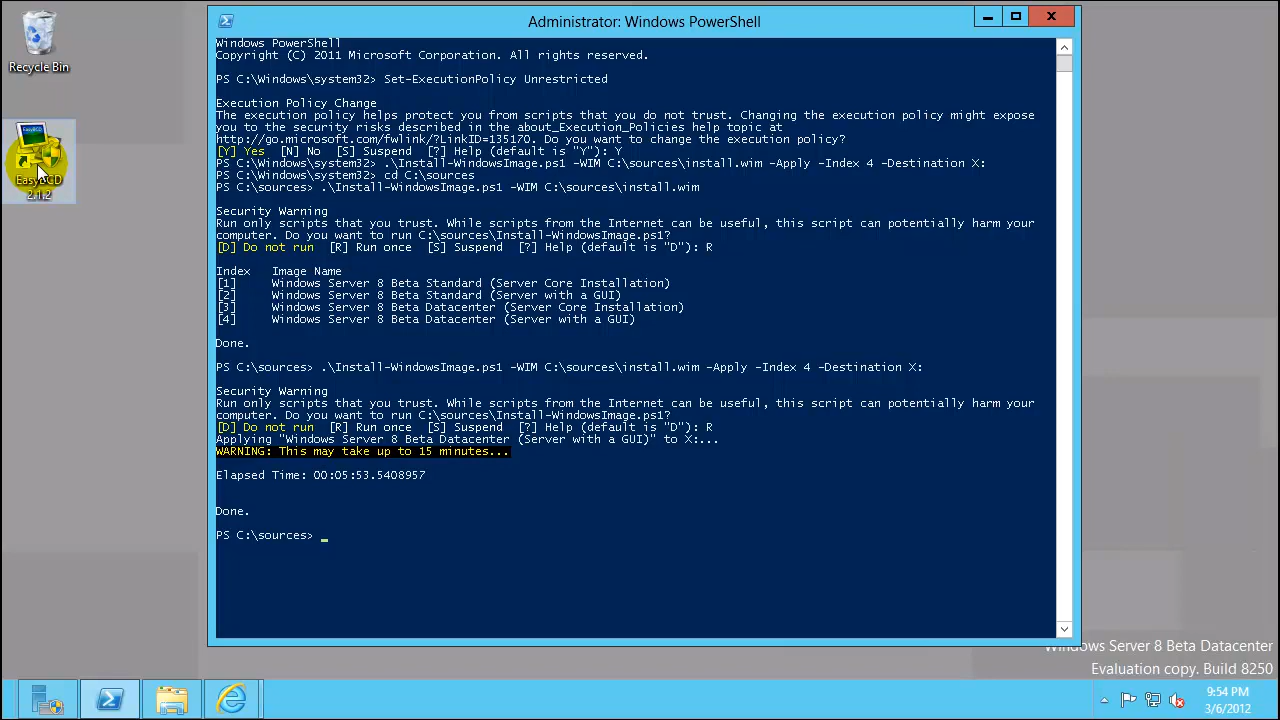 Administrator: Windows PowerShell
Recycle Bin
EasyBCD
EasyBCD
2.1.2
Windows PowerShell
Copyright (C) 2011 Microsoft Corporation. All rights reserved.
PS C:\Windows\system32> Set-ExecutionPolicy Unrestricted
Execution Policy Change
The execution policy helps protect you from scripts that you do not trust. Changing the execution policy might expose
you to the security risks described in the about_Execution_Policies help topic at
http://go.microsoft.com/fwlink/?LinkID=135170. Do you want to change the execution policy?
[Y] Yes  [N] No  [S] Suspend  [?] Help (default is "Y"): Y
PS C:\Windows\system32> .\Install-WindowsImage.ps1 -WIM C:\sources\install.wim -Apply -Index 4 -Destination X:
PS C:\Windows\system32> cd C:\sources
PS C:\sources> .\Install-WindowsImage.ps1 -WIM C:\sources\install.wim
Security Warning
Run only scripts that you trust. While scripts from the Internet can be useful, this script can potentially harm your
computer. Do you want to run C:\sources\Install-WindowsImage.ps1?
[D] Do not run  [R] Run once  [S] Suspend  [?] Help (default is "D"): R
Index   Image Name
[1]     Windows Server 8 Beta Standard (Server Core Installation)
[2]     Windows Server 8 Beta Standard (Server with a GUI)
[3]     Windows Server 8 Beta Datacenter (Server Core Installation)
[4]     Windows Server 8 Beta Datacenter (Server with a GUI)
Done.
PS C:\sources> .\Install-WindowsImage.ps1 -WIM C:\sources\install.wim -Apply -Index 4 -Destination X:
Security Warning
Run only scripts that you trust. While scripts from the Internet can be useful, this script can potentially harm your
computer. Do you want to run C:\sources\Install-WindowsImage.ps1?
[D] Do not run  [R] Run once  [S] Suspend  [?] Help (default is "D"): R
Applying "Windows Server 8 Beta Datacenter (Server with a GUI)" to X:...
WARNING: This may take up to 15 minutes...
Elapsed Time: 00:05:53.5408957
Done.
PS C:\sources> _
Windows Server 8 Beta Datacenter
Evaluation copy. Build 8250
9:54 PM
3/6/2012